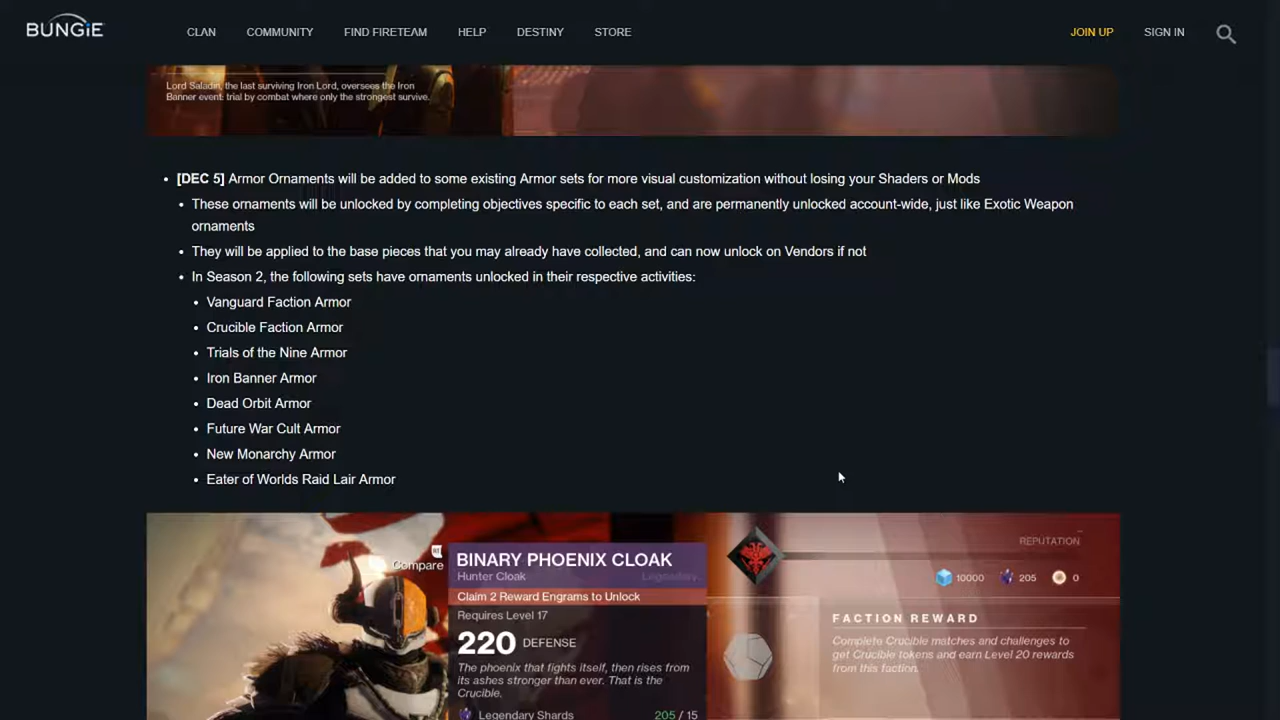 BUNGiE
CLAN COMMUNITY FIND FIRETEAM HELP DESTINY STORE JOIN UP SIGN IN
Lord Saladin, the last surviving Iron Lord, oversees the Iron
Banner event: trial by combat where only the strongest survive.
• [DEC 5] Armor Ornaments will be added to some existing Armor sets for more visual customization without losing your Shaders or Mods
• These ornaments will be unlocked by completing objectives specific to each set, and are permanently unlocked account-wide, just like Exotic Weapon
ornaments
• They will be applied to the base pieces that you may already have collected, and can now unlock on Vendors if not
• In Season 2, the following sets have ornaments unlocked in their respective activities:
• Vanguard Faction Armor
• Crucible Faction Armor
• Trials of the Nine Armor
• Iron Banner Armor
• Dead Orbit Armor
• Future War Cult Armor
• New Monarchy Armor
• Eater of Worlds Raid Lair Armor
Compare
BINARY PHOENIX CLOAK
Hunter Cloak Legendary
Claim 2 Reward Engrams to Unlock
Requires Level 17
220 DEFENSE
The phoenix that fights itself, then rises from
its ashes stronger than ever. That is the
Crucible.
Legendary Shards 205 / 15
REPUTATION
10000 205 0
FACTION REWARD
Complete Crucible matches and challenges to
get Crucible tokens and earn Level 20 rewards
from this faction.